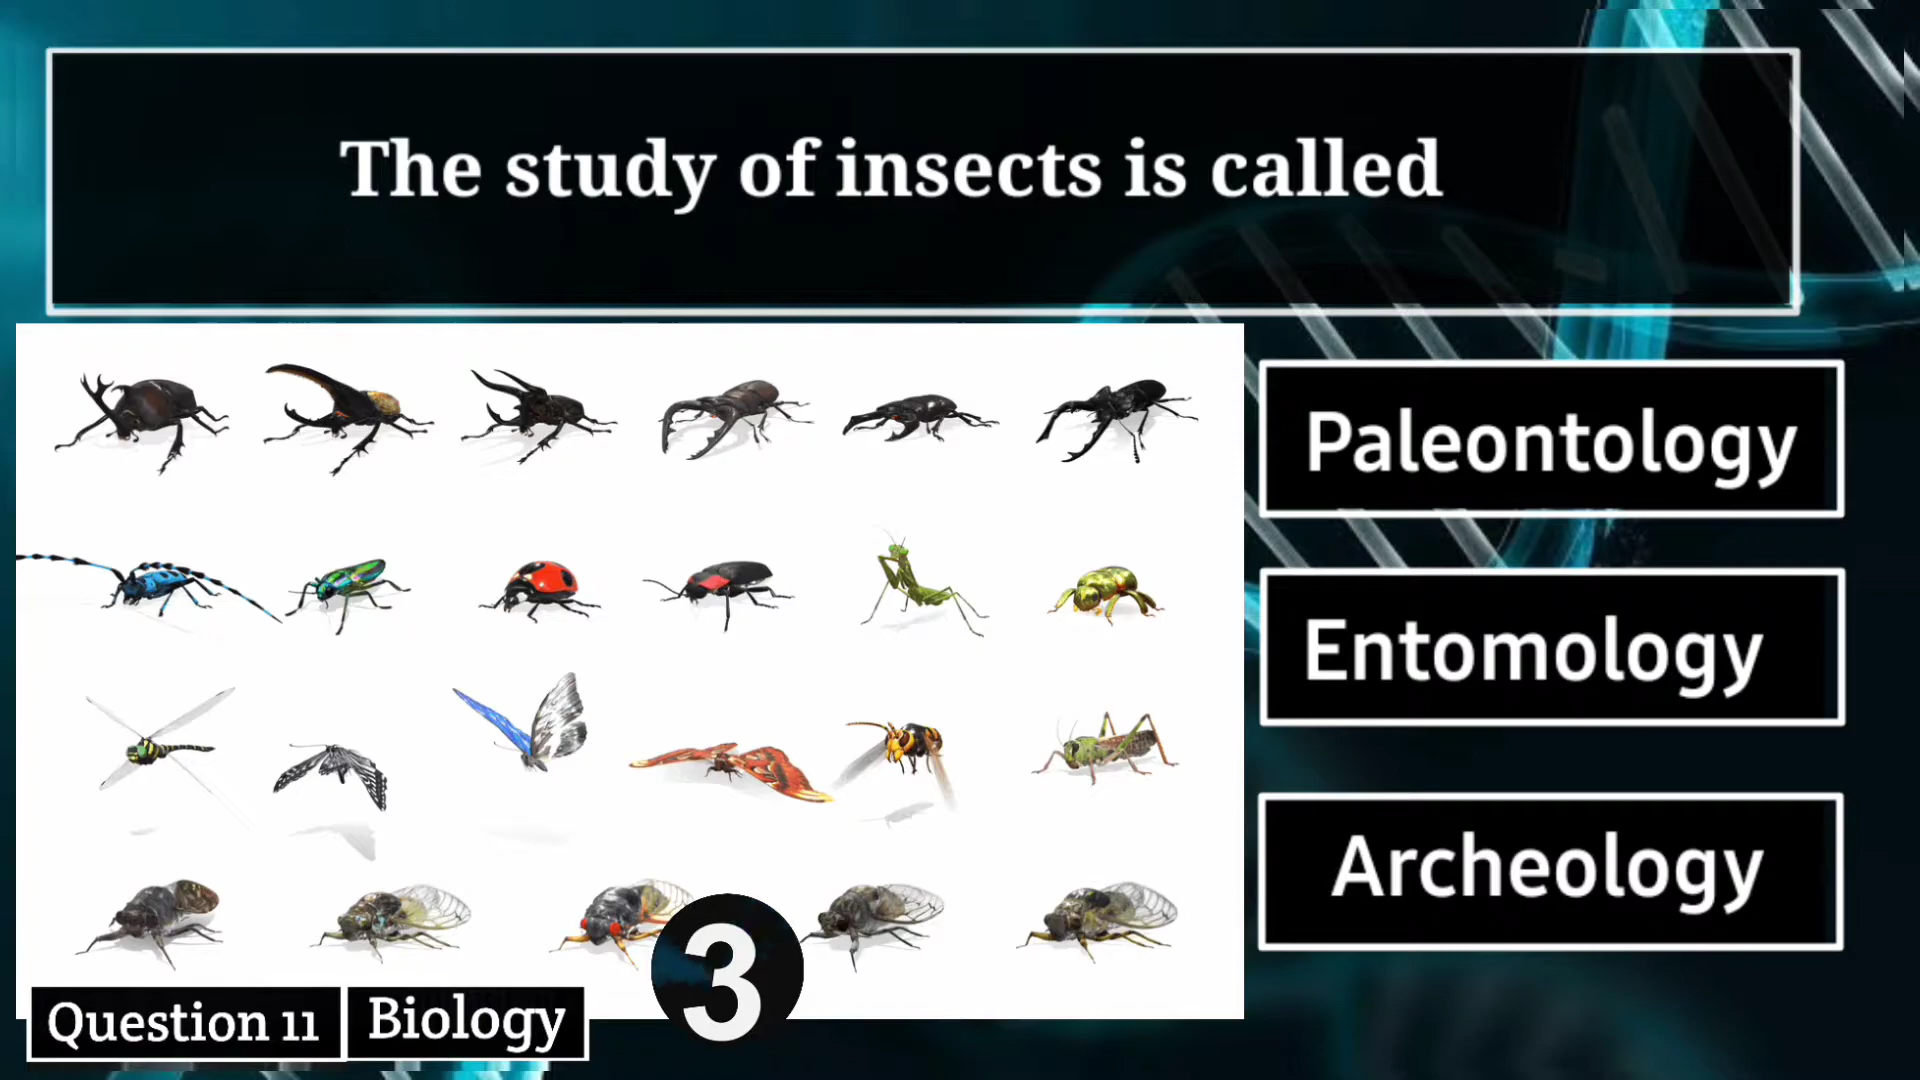 The study of insects is called
Paleontology
Entomology
Archeology
3
Question 11
Biology